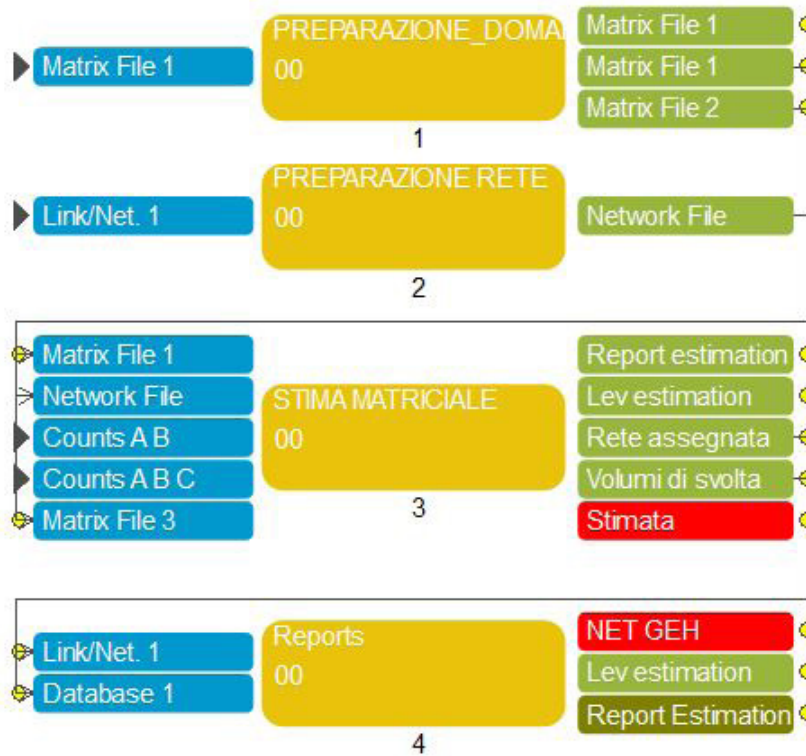 Matrix File 1
PREPARAZIONE_DOMA
00
Matrix File 1
Matrix File 1
Matrix File 2
1
Link/Net. 1
PREPARAZIONE RETE
00
Network File
2
Matrix File 1
Network File
Counts A B
Counts A B C
Matrix File 3
STIMA MATRICIALE
00
Report estimation
Lev estimation
Rete assegnata
Volumi di svolta
Stimata
3
Link/Net. 1
Database 1
Reports
00
NET GEH
Lev estimation
Report Estimation
4